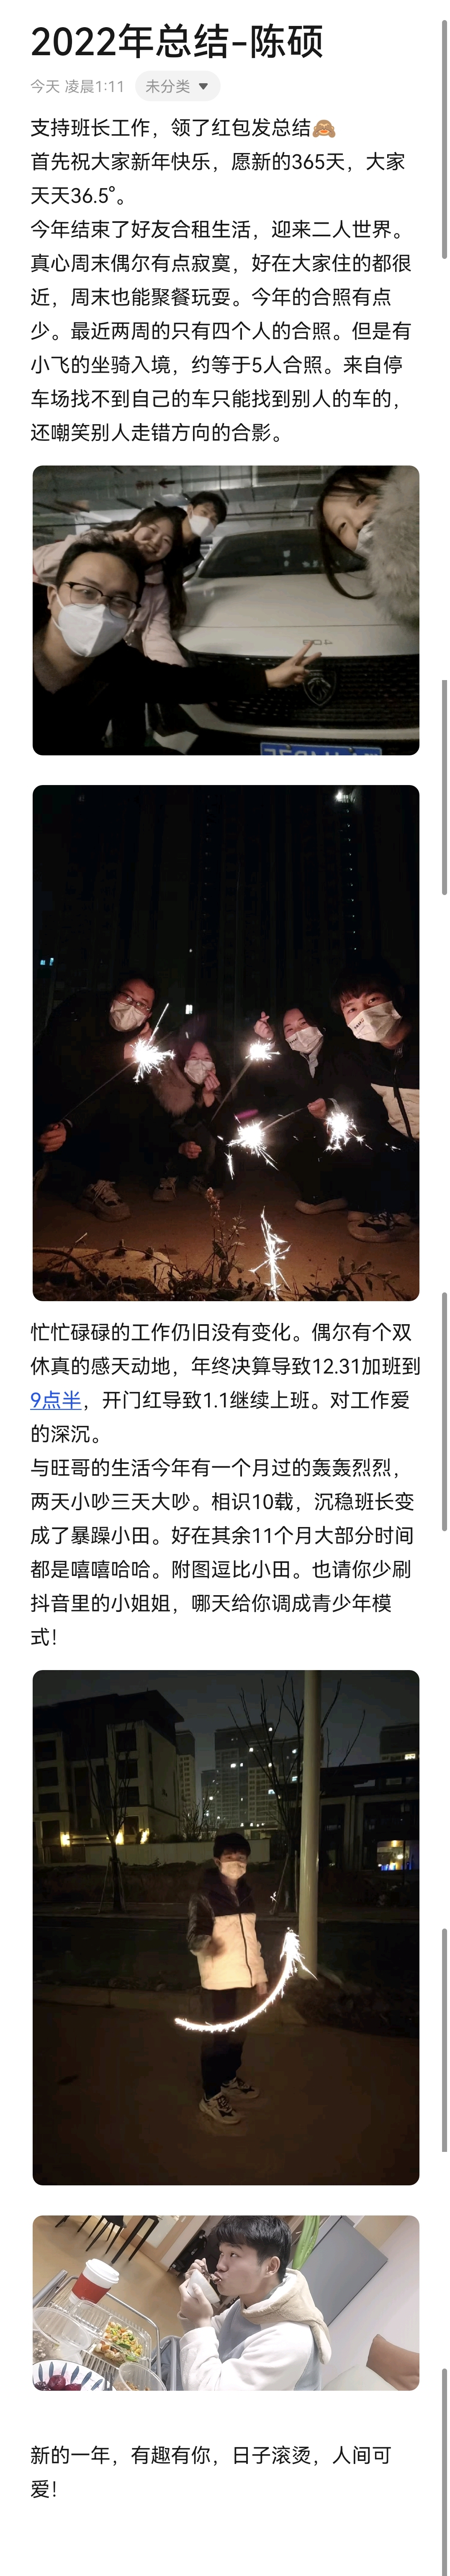 2022年总结-陈硕
今天 凌晨1:11 未分类
支持班长工作，领了红包发总结🙈
首先祝大家新年快乐，愿新的365天，大家
天天36.5°。
今年结束了好友合租生活，迎来二人世界。
真心周末偶尔有点寂寞，好在大家住的都很
近，周末也能聚餐玩耍。今年的合照有点
少。最近两周的只有四个人的合照。但是有
小飞的坐骑入境，约等于5人合照。来自停
车场找不到自己的车只能找到别人的车的，
还嘲笑别人走错方向的合影。
忙忙碌碌的工作仍旧没有变化。偶尔有个双
休真的感天动地，年终决算导致12.31加班到
9点半，开门红导致1.1继续上班。对工作爱
的深沉。
与旺哥的生活今年有一个月过的轰轰烈烈，
两天小吵三天大吵。相识10载，沉稳班长变
成了暴躁小田。好在其余11个月大部分时间
都是嘻嘻哈哈。附图逗比小田。也请你少刷
抖音里的小姐姐，哪天给你调成青少年模
式！
新的一年，有趣有你，日子滚烫，人间可
爱！